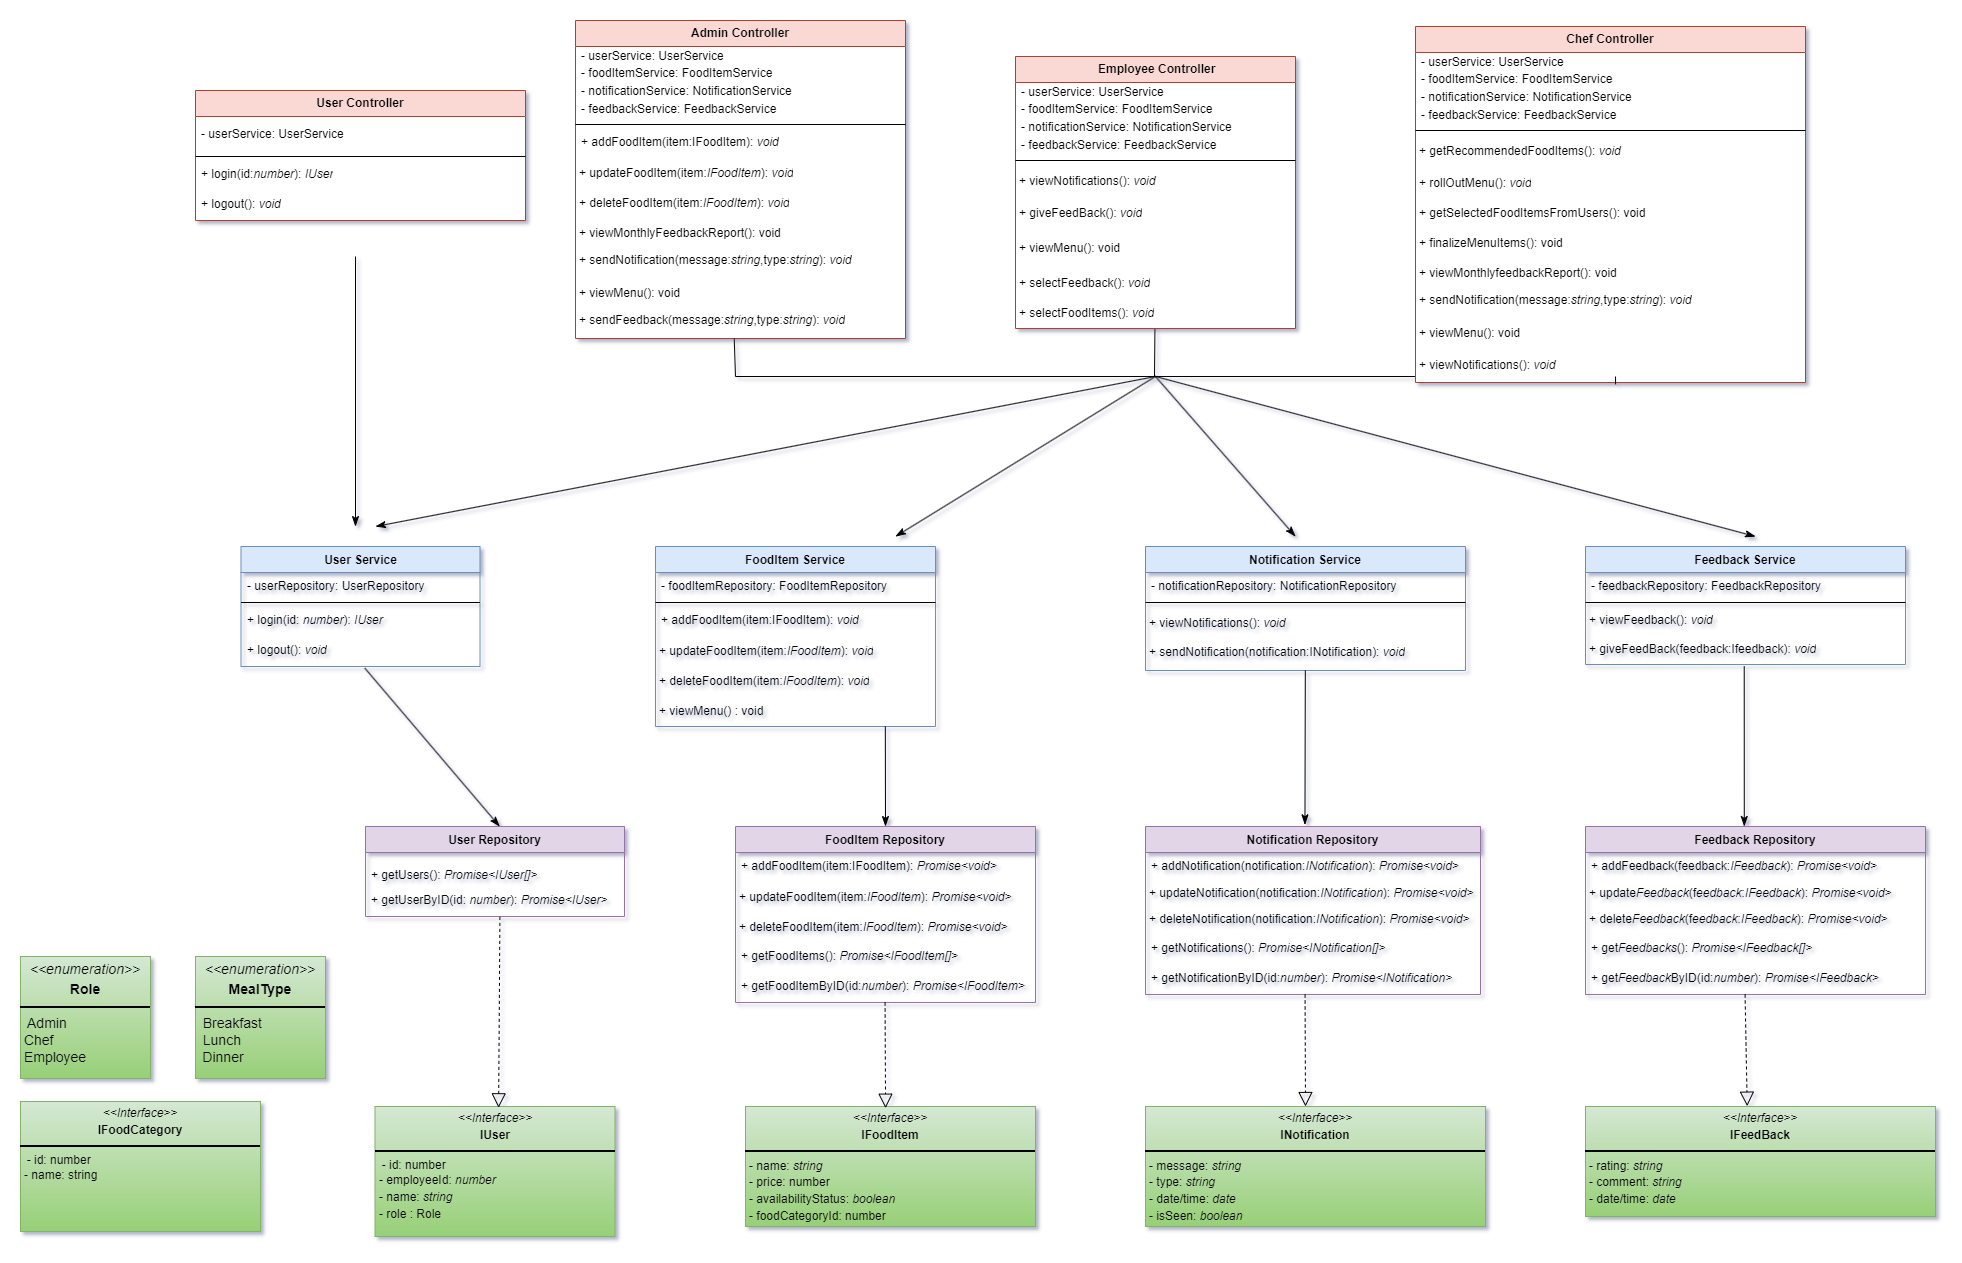 User Controller
- userService: UserService
+ login(id:number): IUser
+ logout(): void
Admin Controller
- userService: UserService
- foodItemService: FoodItemService
- notificationService: NotificationService
- feedbackService: FeedbackService
+ addFoodItem(item:IFoodItem): void
+ updateFoodItem(item:IFoodItem): void
+ deleteFoodItem(item:IFoodItem): void
+ viewMonthlyFeedbackReport(): void
+ sendNotification(message:string,type:string): void
+ viewMenu(): void
+ sendFeedback(message:string,type:string): void
Employee Controller
- userService: UserService
- foodItemService: FoodItemService
- notificationService: NotificationService
- feedbackService: FeedbackService
+ viewNotifications(): void
+ giveFeedBack(): void
+ viewMenu(): void
+ selectFeedback(): void
+ selectFoodItems(): void
Chef Controller
- userService: UserService
- foodItemService: FoodItemService
- notificationService: NotificationService
- feedbackService: FeedbackService
+ getRecommendedFoodItems(): void
+ rollOutMenu(): void
+ getSelectedFoodItemsFromUsers(): void
+ finalizeMenuItems(): void
+ viewMonthlyfeedbackReport(): void
+ sendNotification(message:string,type:string): void
+ viewMenu(): void
+ viewNotifications(): void
User Service
- userRepository: UserRepository
+ login(id: number): IUser
+ logout(): void
FoodItem Service
- foodItemRepository: FoodItemRepository
+ addFoodItem(item:IFoodItem): void
+ updateFoodItem(item:IFoodItem): void
+ deleteFoodItem(item:IFoodItem): void
+ viewMenu() : void
Notification Service
- notificationRepository: NotificationRepository
+ viewNotifications(): void
+ sendNotification(notification:INotification): void
Feedback Service
- feedbackRepository: FeedbackRepository
+ viewFeedback(): void
+ giveFeedBack(feedback:Ifeedback): void
User Repository
+ getUsers(): Promise<IUser[]>
+ getUserByID(id: number): Promise<IUser>
FoodItem Repository
+ addFoodItem(item:IFoodItem): Promise<void>
+ updateFoodItem(item:IFoodItem): Promise<void>
+ deleteFoodItem(item:IFoodItem): Promise<void>
+ getFoodItems(): Promise<IFoodItem[]>
+ getFoodItemByID(id:number): Promise<IFoodItem>
Notification Repository
+ addNotification(notification:INotification): Promise<void>
+ updateNotification(notification:INotification): Promise<void>
+ deleteNotification(notification:INotification): Promise<void>
+ getNotifications(): Promise<INotification[]>
+ getNotificationByID(id:number): Promise<INotification>
Feedback Repository
+ addFeedback(feedback:IFeedback): Promise<void>
+ updateFeedback(feedback:IFeedback): Promise<void>
+ deleteFeedback(feedback:IFeedback): Promise<void>
+ getFeedbacks(): Promise<IFeedback[]>
+ getFeedbackByID(id:number): Promise<IFeedback>
<<enumeration>>
Role
Admin
Chef
Employee
<<enumeration>>
MealType
Breakfast
Lunch
Dinner
<<Interface>>
IFoodCategory
- id: number
- name: string
<<Interface>>
IUser
- id: number
- employeeId: number
- name: string
- role : Role
<<Interface>>
IFoodItem
- name: string
- price: number
- availabilityStatus: boolean
- foodCategoryId: number
<<Interface>>
INotification
- message: string
- type: string
- date/time: date
- isSeen: boolean
<<Interface>>
IFeedBack
- rating: string
- comment: string
- date/time: date